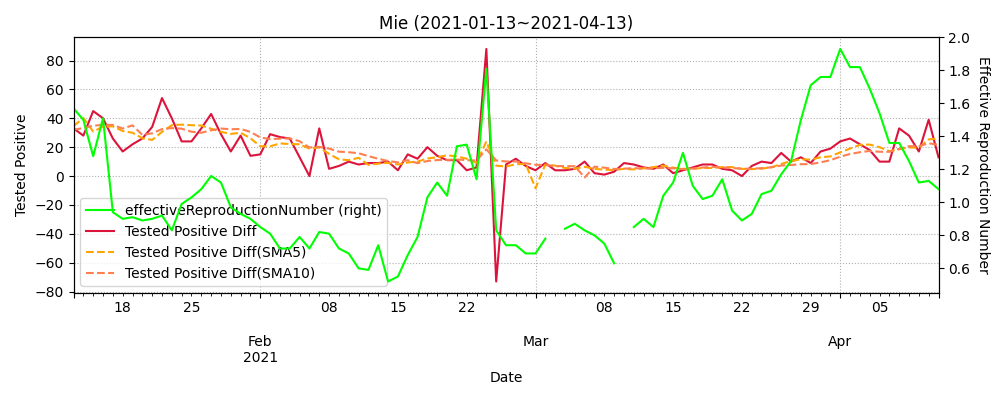 Mie (2021-01-13~2021-04-13)
Tested Positive
80
60
40
20
0
−20
−40
−60
−80
2.0
1.8
1.6
1.4
1.2
1.0
0.8
0.6
Effective Reproduction Number
effectiveReproductionNumber (right)
Tested Positive Diff
Tested Positive Diff(SMA5)
Tested Positive Diff(SMA10)
18 25 08 15 22 08 15 22 29 05
Feb Mar Apr
2021
Date